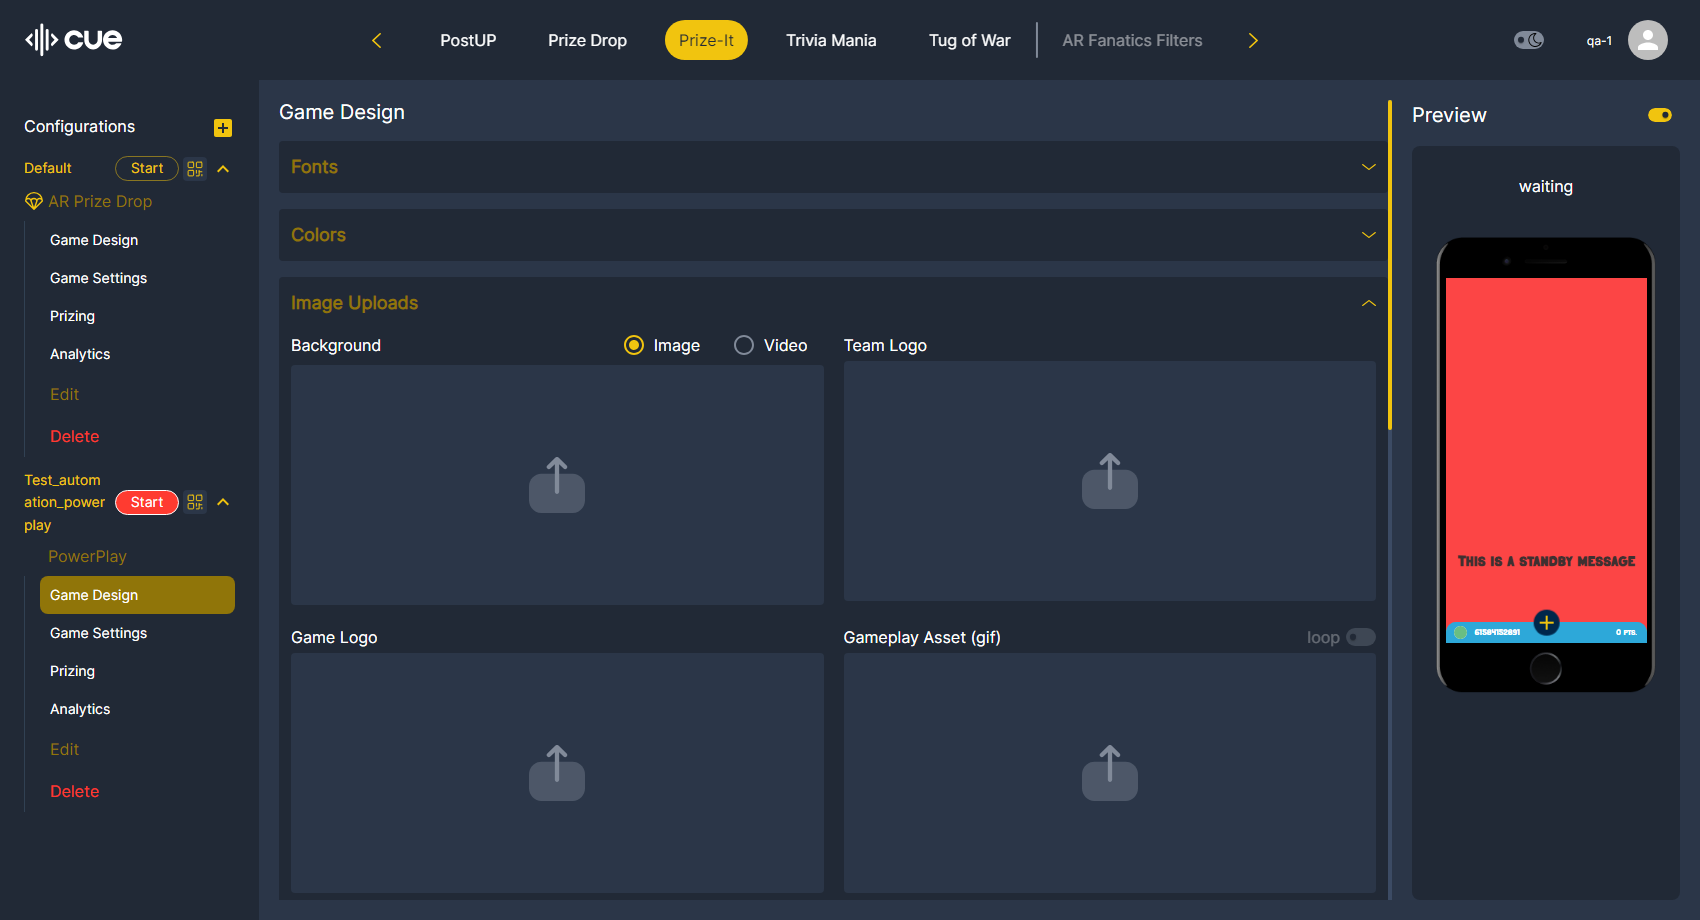 cue
PostUP
Prize Drop
Prize-It
Trivia Mania
Tug of War
AR Fanatics Filters
qa-1
Configurations
Default
Start
AR Prize Drop
Game Design
Game Settings
Prizing
Analytics
Edit
Delete
Test_autom
ation_power
play
Start
PowerPlay
Game Design
Game Settings
Prizing
Analytics
Edit
Delete
Game Design
Fonts
Colors
Image Uploads
Background
Image
Video
Team Logo
Game Logo
Gameplay Asset (gif)
loop
Preview
waiting
This is a standby message
0 pts.